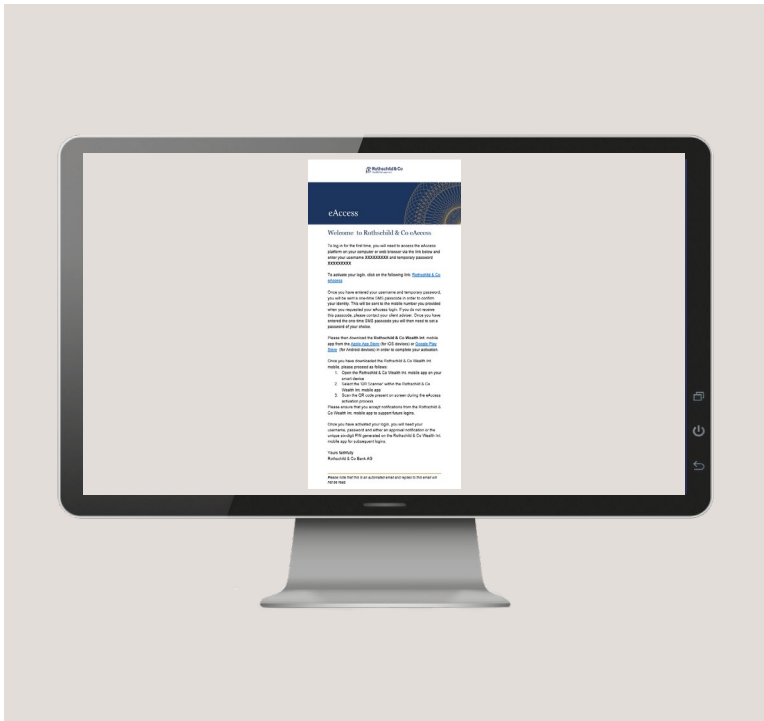 Rothschild & Co
eAccess
Welcome to Rothschild & Co eAccess
To log in for the first time, you will need to access the eAccess
platform on your computer or web browser via the link below and
enter your username XXXXXXXXX and temporary password
XXXXXXXXX
To activate your login, click on the following link: Rothschild & Co
eAccess
Once you have entered your username and temporary password,
you will be sent a one-time SMS passcode in order to confirm
your identity. This will be sent to the mobile number you provided
when you requested your eAccess login. If you do not receive
this passcode, please contact your client adviser. Once you have
entered the one-time SMS passcode you will then need to set a
password of your choice.
Please then download the Rothschild & Co Wealth Int. mobile
app from the Apple App Store (for iOS devices) or Google Play
Store (for Android devices) in order to complete your activation.
Once you have downloaded the Rothschild & Co Wealth Int.
mobile, please proceed as follows:
1. Open the Rothschild & Co Wealth Int. mobile app on your
smart device
2. Select the 'QR Scanner' within the Rothschild & Co
Wealth Int. mobile app
3. Scan the QR code present on screen during the eAccess
activation process
Please ensure that you accept notifications from the Rothschild &
Co Wealth Int. mobile app to support future logins.
Once you have activated your login, you will need your
username, password and either an approval notification or the
unique six-digit PIN generated on the Rothschild & Co Wealth Int.
mobile app for subsequent logins.
Yours faithfully
Rothschild & Co Bank AG
Please note that this is an automated email and replies to this email will
not be read.